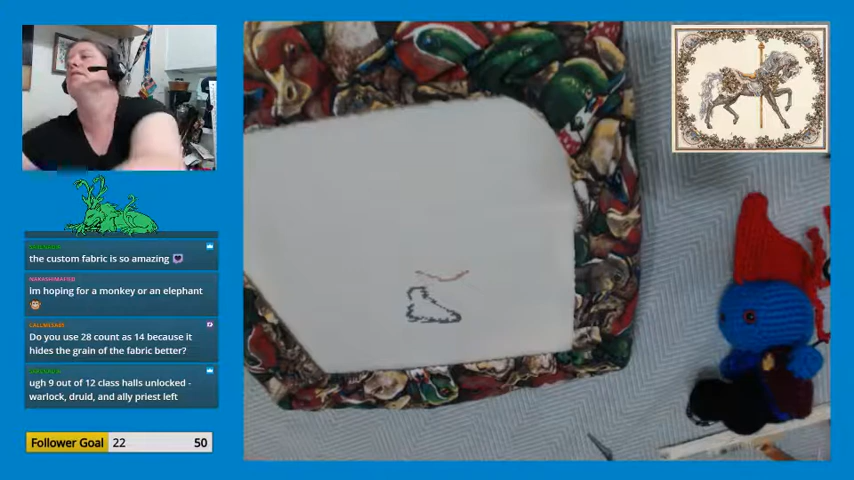 the custom fabric is so amazing
im hoping for a monkey or an elephant
Do you use 28 count as 14 because it
hides the grain of the fabric better?
ugh 9 out of 12 class halls unlocked -
warlock, druid, and ally priest left
Follower Goal 22 50